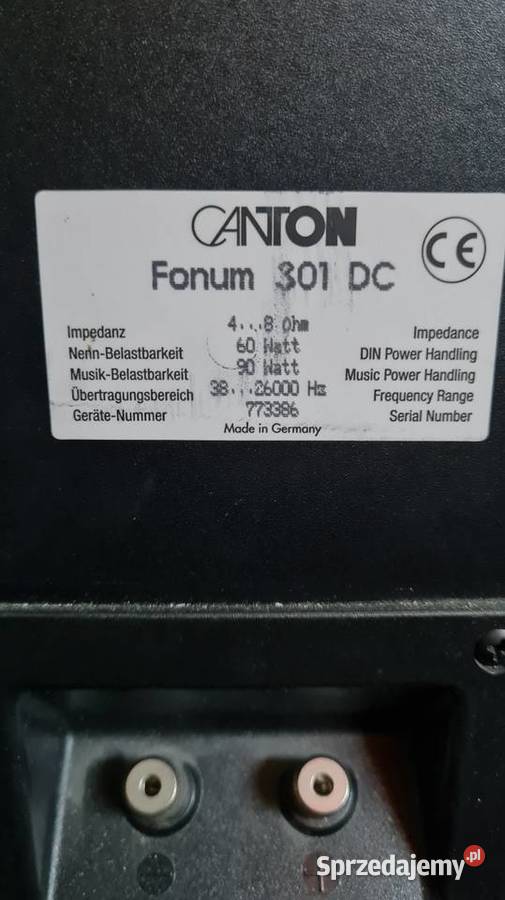 CANTON
CE
Fonum 301 DC
Impedanz 4...8 Ohm Impedance
Nenn-Belastbarkeit 60 Watt DIN Power Handling
Musik-Belastbarkeit 90 Watt Music Power Handling
Übertragungsbereich 38...26000 Hz Frequency Range
Geräte-Nummer 773386 Serial Number
Made in Germany
Sprzedajemy.pl